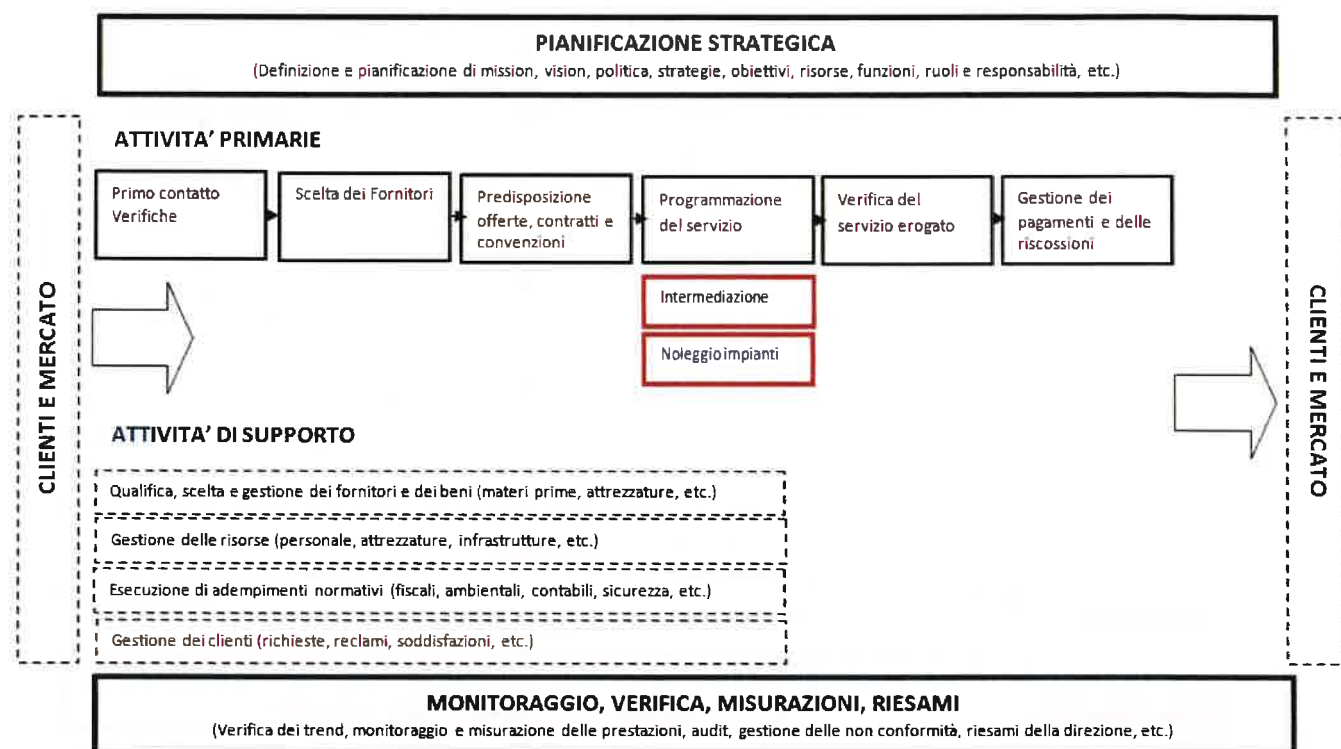 PIANIFICAZIONE STRATEGICA
(Definizione e pianificazione di mission, vision, politica, strategie, obiettivi, risorse, funzioni, ruoli e responsabilità, etc.)
CLIENTI E MERCATO
ATTIVITA' PRIMARIE
Primo contatto
Verifiche
Scelta dei Fornitori
Predisposizione
offerte, contratti e
convenzioni
Programmazione
del servizio
Verifica del
servizio erogato
Gestione dei
pagamenti e delle
riscossioni
Intermediazione
Noleggio impianti
ATTIVITA' DI SUPPORTO
Qualifica, scelta e gestione dei fornitori e dei beni (materi prime, attrezzature, etc.)
Gestione delle risorse (personale, attrezzature, infrastrutture, etc.)
Esecuzione di adempimenti normativi (fiscali, ambientali, contabili, sicurezza, etc.)
Gestione dei clienti (richieste, reclami, soddisfazioni, etc.)
CLIENTI E MERCATO
MONITORAGGIO, VERIFICA, MISURAZIONI, RIESAMI
(Verifica dei trend, monitoraggio e misurazione delle prestazioni, audit, gestione delle non conformità, riesami della direzione, etc.)